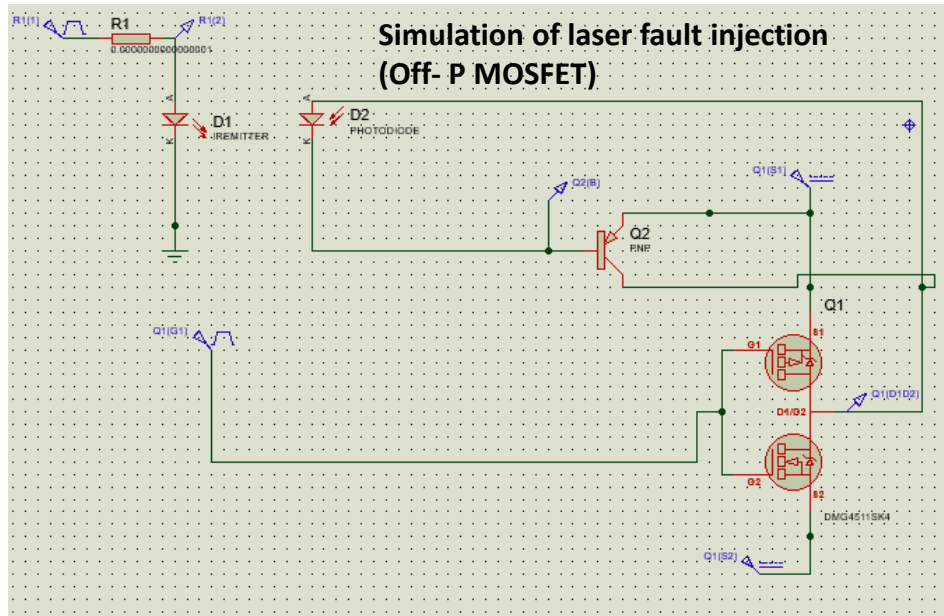 Simulation of laser fault injection
(Off- P MOSFET)
R1(1)
R1
R1(2)
0.0000000000000001
A
D1
IREMITTER
K
A
D2
PHOTODIODE
K
Q2(B)
Q1(S1)
Q2
PNP
Q1
Q1(G1)
S1
G1
Q1(D1D2)
D1/D2
G2
S2
DMG4511SK4
Q1(S2)